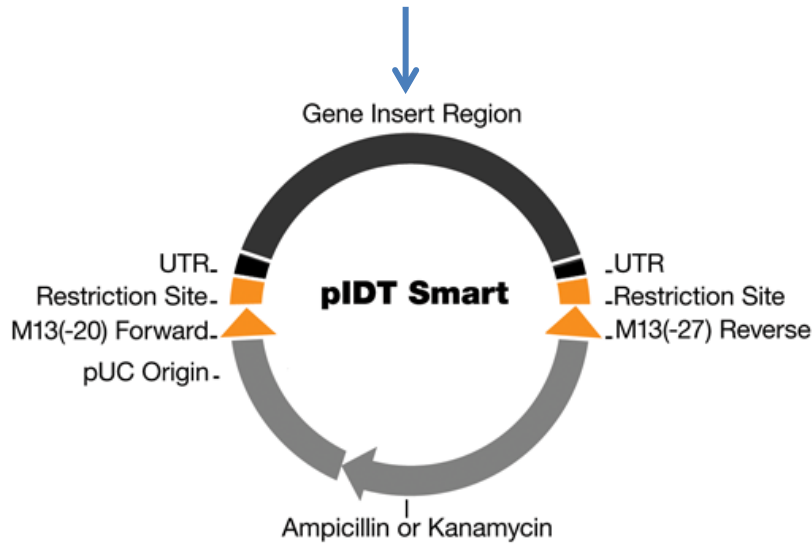 Gene Insert Region
UTR
UTR
Restriction Site
pIDT Smart
Restriction Site
M13(-20) Forward
M13(-27) Reverse
pUC Origin
Ampicillin or Kanamycin